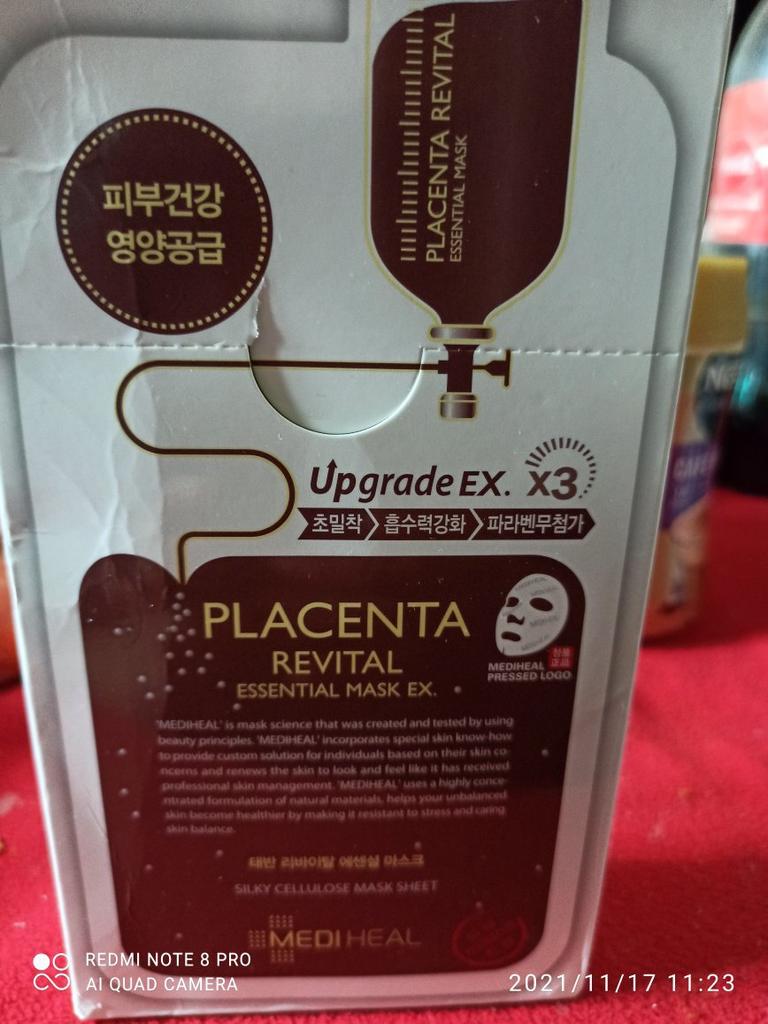 PLACENTA REVITAL
ESSENTIAL MASK
피부건강
영양공급
Upgrade EX. x3
초밀착 흡수력강화 파라벤무첨가
PLACENTA
REVITAL
ESSENTIAL MASK EX.
정품
正品
MEDIHEAL
PRESSED LOGO
'MEDIHEAL' is mask science that was created and tested by using
beauty principles. 'MEDIHEAL' incorporates special skin know-how
to provide custom solution for individuals based on their skin co-
ncerns and renews the skin to look and feel like it has received
professional skin management. 'MEDIHEAL' uses a highly conce-
ntrated formulation of natural materials, helps your unbalanced
skin become healthier by making it resistant to stress and caring
skin balance.
태반 리바이탈 에센셜 마스크
SILKY CELLULOSE MASK SHEET
MEDIHEAL
REDMI NOTE 8 PRO
AI QUAD CAMERA
2021/11/17 11:23